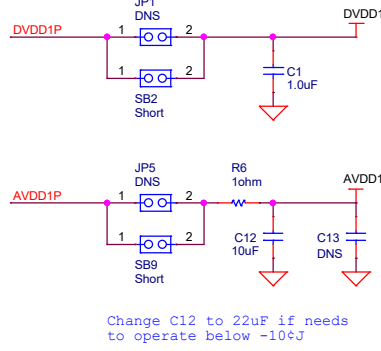 JP1
DNS
DVDD1P
1
2
DVDD1
1
2
SB2
Short
C1
1.0uF
JP5
DNS
R6
1ohm
AVDD1P
1
2
AVDD1
1
2
SB9
Short
C12
10uF
C13
DNS
Change C12 to 22uF if needs
to operate below -10¢J